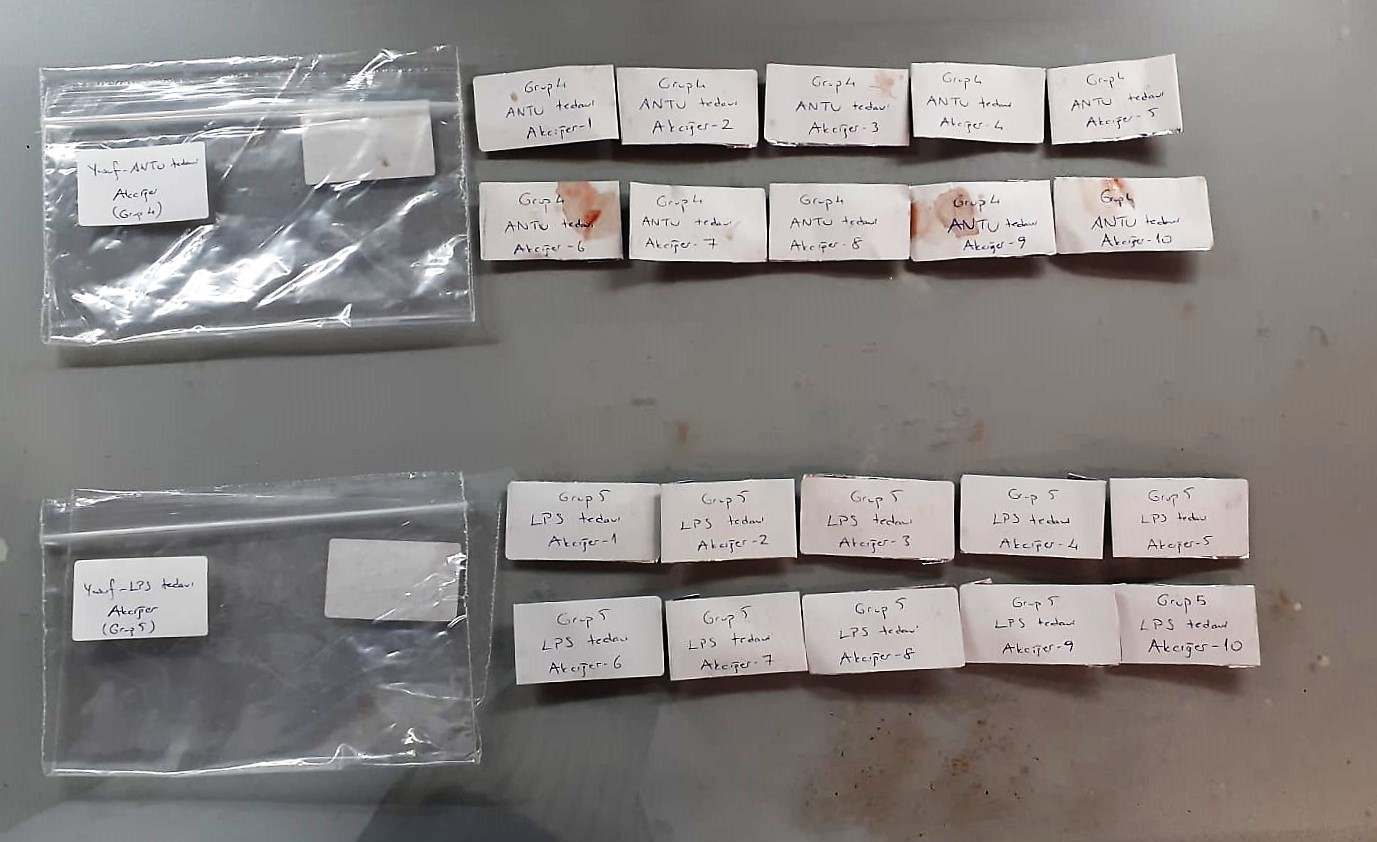 Yusuf-ANTU tedavi
Akciğer
(Grup 4)
Grup 4
ANTU tedavi
Akciğer-1
Grup 4
ANTU tedavi
Akciğer-2
Grup 4
ANTU tedavi
Akciğer-3
Grup 4
ANTU tedavi
Akciğer-4
Grup 4
ANTU tedavi
Akciğer-5
Grup 4
ANTU tedavi
Akciğer-6
Grup 4
ANTU tedavi
Akciğer-7
Grup 4
ANTU tedavi
Akciğer-8
Grup 4
ANTU tedavi
Akciğer-9
Grup 4
ANTU tedavi
Akciğer-10
Yusuf-LPS tedavi
Akciğer
(Grup 5)
Grup 5
LPS tedavi
Akciğer-1
Grup 5
LPS tedavi
Akciğer-2
Grup 5
LPS tedavi
Akciğer-3
Grup 5
LPS tedavi
Akciğer-4
Grup 5
LPS tedavi
Akciğer-5
Grup 5
LPS tedavi
Akciğer-6
Grup 5
LPS tedavi
Akciğer-7
Grup 5
LPS tedavi
Akciğer-8
Grup 5
LPS tedavi
Akciğer-9
Grup 5
LPS tedavi
Akciğer-10